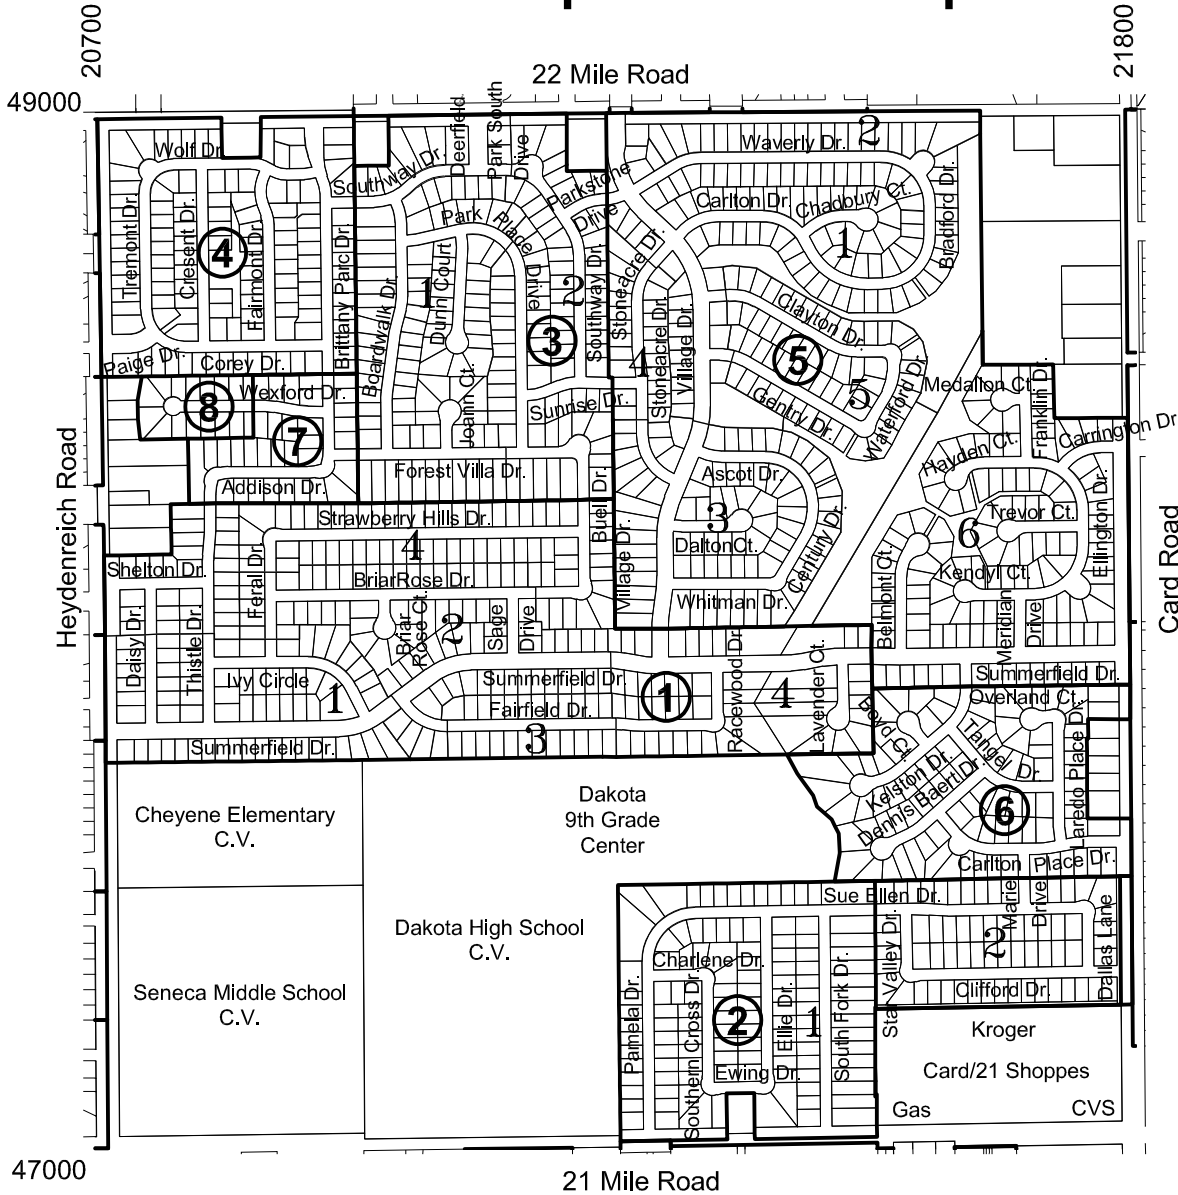 20700
21800
22 Mile Road
49000
Wolf Dr.
Southway Dr.
Deerfield
Park South
Drive
Parkstone
Drive
Waverly Dr.
2
Carlton Dr.
Chadbury Ct.
1
Bradford Dr.
Tremont Dr.
Cresent Dr.
4
Fairmont Dr.
Brittany Parc Dr.
Park Place Drive
Boardwalk Dr.
1
Dunn Court
2
3
Southway Dr.
Stoneacre Dr.
Stoneacre Dr.
4
Village Dr.
Clayton Dr.
5
5
Gentry Dr.
Waterford Dr.
Paige Dr.
Corey Dr.
8
Wexford Dr.
7
Addison Dr.
Joann Ct.
Sunrise Dr.
Forest Villa Dr.
Medallon Ct.
Franklin Dr.
Carrington Dr
Hayden Ct.
Heydenreich Road
Card Road
Ascot Dr.
3
DaltonCt.
Century Dr.
Whitman Dr.
Village Dr.
Buel Dr.
Trevor Ct.
6
Kendyl Ct.
Ellington Dr.
Belmont Ct.
Meridian
Drive
Strawberry Hills Dr.
4
BriarRose Dr.
Shelton Dr.
Feral Dr.
Daisy Dr.
Thistle Dr.
Briar
Rose Ct.
2
Sage
Drive
Ivy Circle
1
Summerfield Dr.
Fairfield Dr.
3
1
Racewood Dr.
4
Lavender Ct.
Summerfield Dr.
Summerfield Dr.
Overland Ct.
Boyd Ct.
Tangel Dr.
Kelston Dr.
Dennis Baert Dr.
6
Laredo Place Dr.
Carlton Place Dr.
Cheyene Elementary
C.V.
Dakota
9th Grade
Center
Dakota High School
C.V.
Seneca Middle School
C.V.
Sue Ellen Dr.
Marie
Drive
Star Valley Dr.
2
Dallas Lane
Clifford Dr.
Charlene Dr.
Pamela Dr.
Southern Cross Dr.
2
Ellie Dr.
1
South Fork Dr.
Ewing Dr.
Kroger
Card/21 Shoppes
Gas
CVS
47000
21 Mile Road